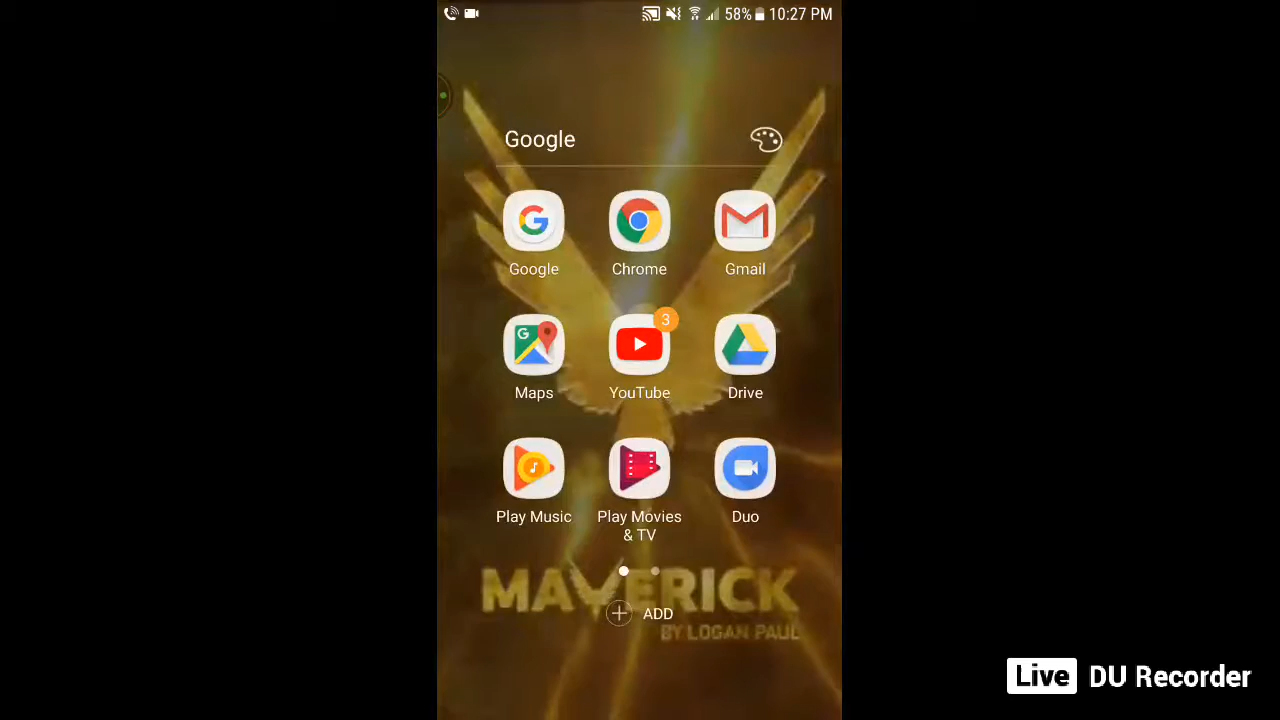 58% 10:27 PM
Google
Google Chrome Gmail
3
Maps YouTube Drive
Play Music Play Movies Duo
& TV
MAVERICK
ADD
BY LOGAN PAUL
Live DU Recorder